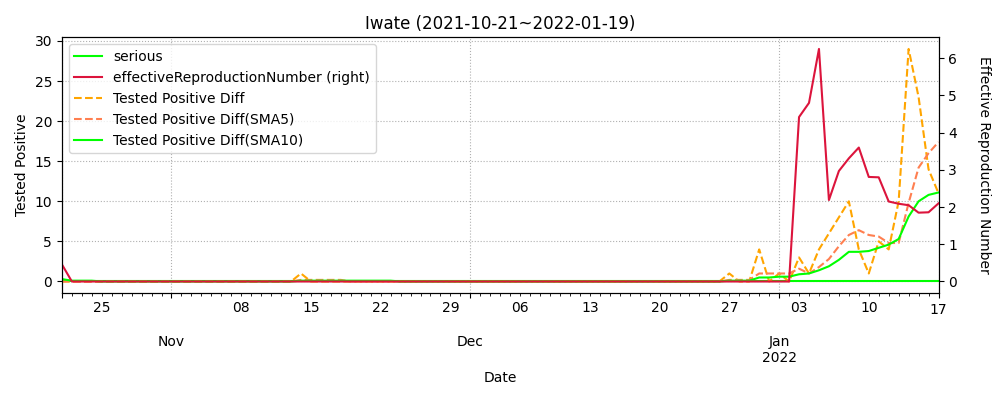 Iwate (2021-10-21~2022-01-19)
serious
effectiveReproductionNumber (right)
Tested Positive Diff
Tested Positive Diff(SMA5)
Tested Positive Diff(SMA10)
Tested Positive
30
25
20
15
10
5
0
6
5
4
3
2
1
0
Effective Reproduction Number
25 08 15 22 29 06 13 20 27 03 10 17
Nov Dec Jan
2022
Date